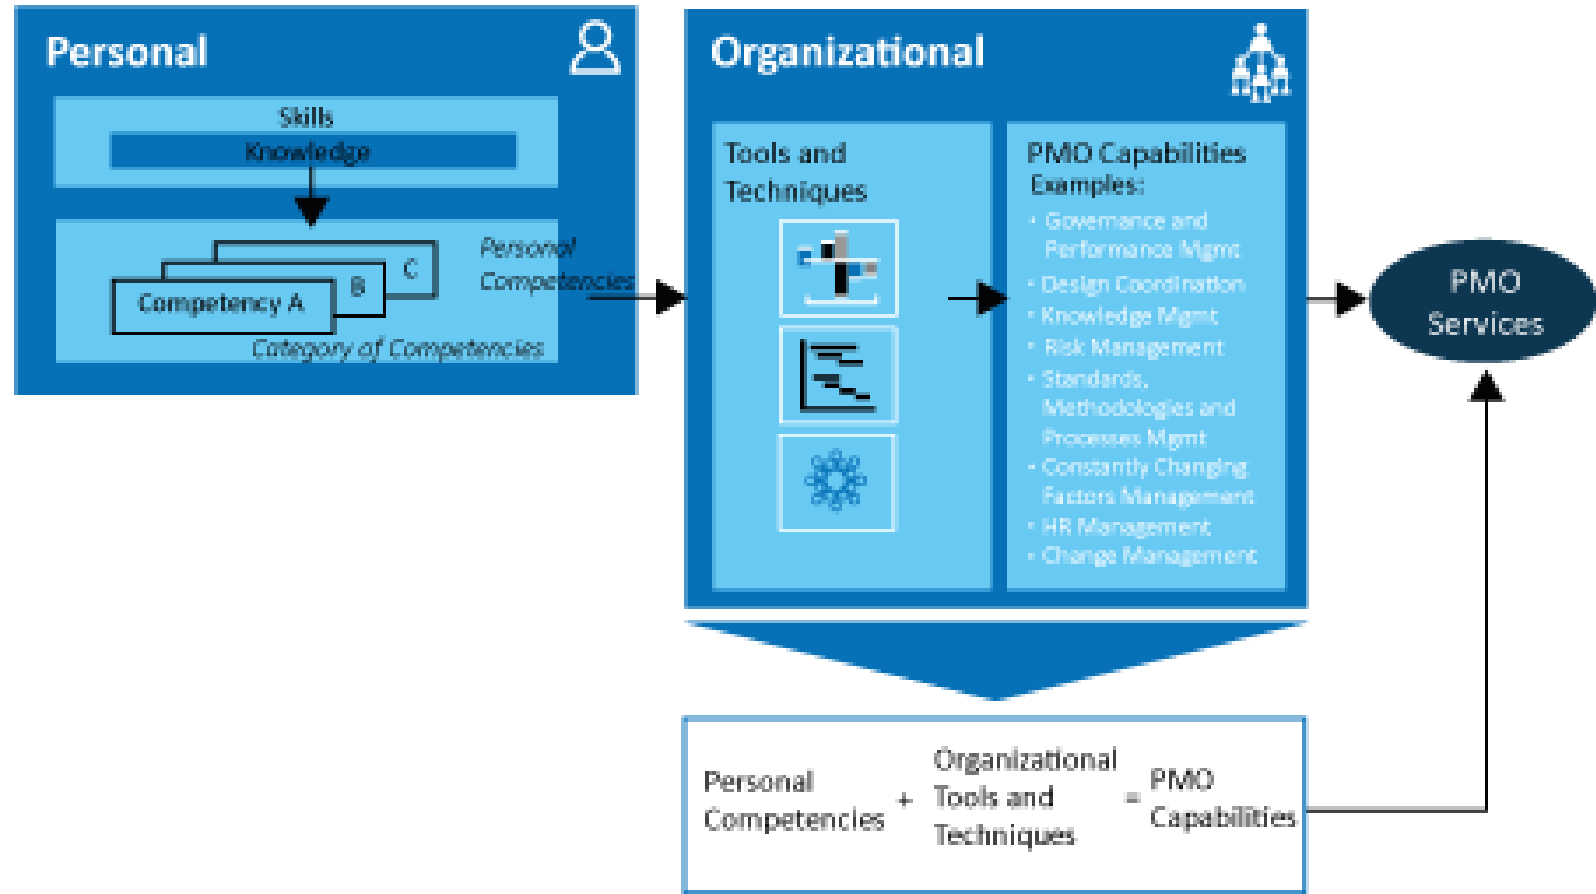 Personal
Skills
Knowledge
Personal
Competencies
C
B
Competency A
Category of Competencies
Organizational
Tools and
Techniques
PMO Capabilities
Examples:
• Governance and
Performance Mgmt
• Design Coordination
• Knowledge Mgmt
• Risk Management
• Standards,
Methodologies and
Processes Mgmt
• Constantly Changing
Factors Management
• HR Management
• Change Management
PMO
Services
Personal
Competencies
+
Organizational
Tools and
Techniques
=
PMO
Capabilities